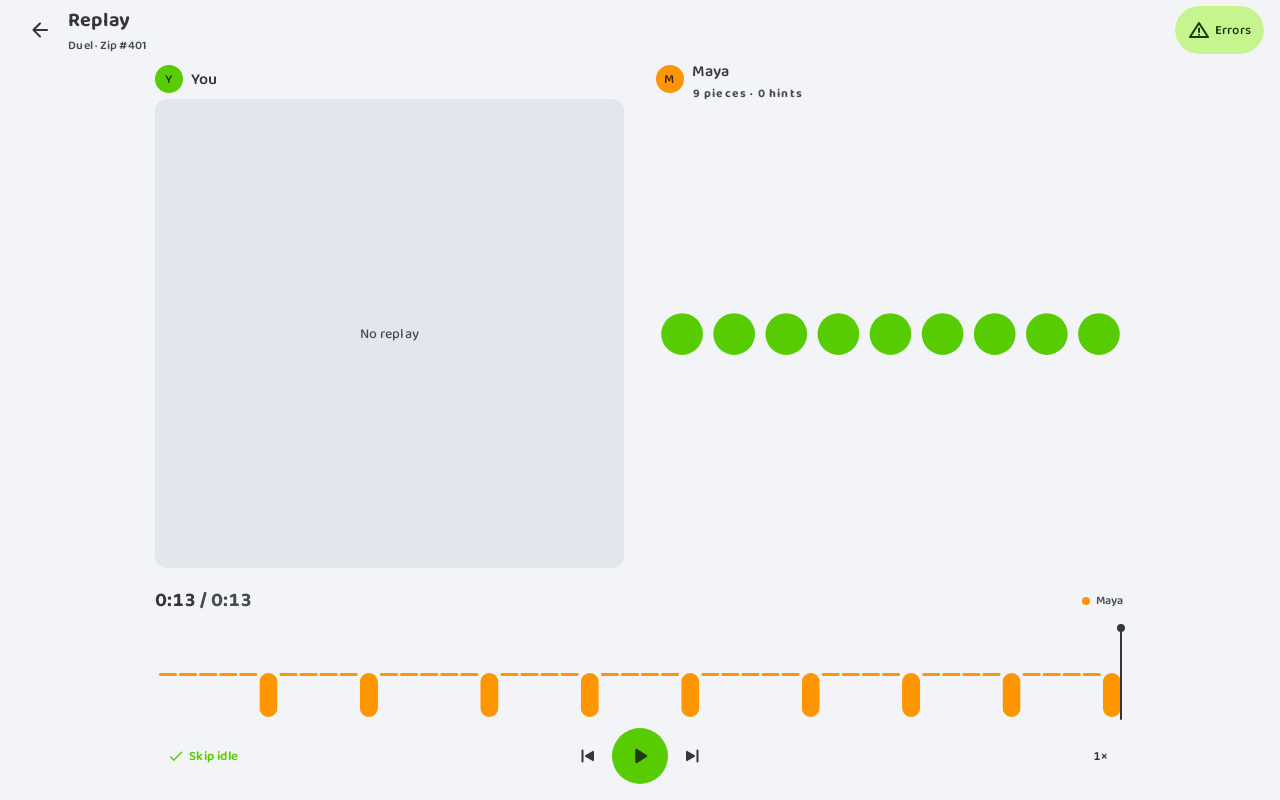 Replay
Duel · Zip #401
Errors
Y
You
M
Maya
9 pieces · 0 hints
No replay
0:13 / 0:13
Maya
Skip idle
1×